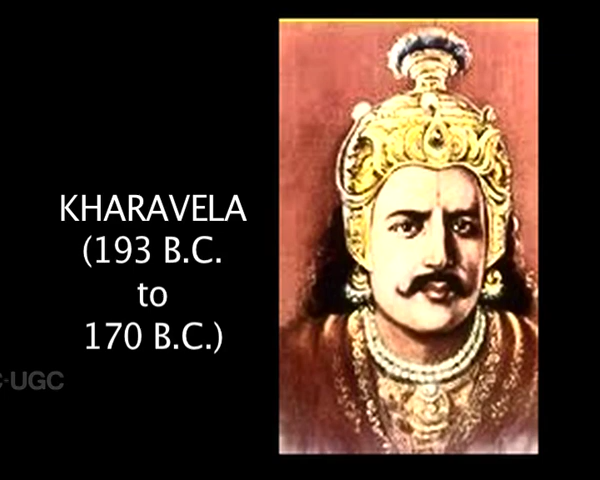 KHARAVELA
(193 B.C.
to
170 B.C.)
C-UGC